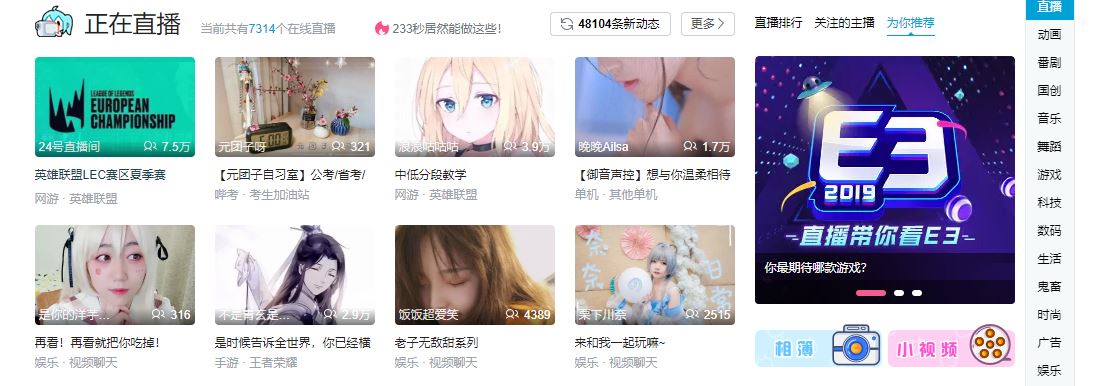 正在直播
当前共有7314个在线直播
233秒居然能做这些！
48104条新动态
更多
直播排行
关注的主播
为你推荐
LEAGUE OF LEGENDS
EUROPEAN
CHAMPIONSHIP
24号直播间 7.5万
英雄联盟LEC赛区夏季赛
网游 · 英雄联盟
元团子呀 321
【元团子自习室】公考/省考/
哔考 · 考生加油站
浪浪咕咕咕 3.9万
中低分段教学
网游 · 英雄联盟
晚晚Ailsa 1.7万
【御音声控】想与你温柔相待
单机 · 其他单机
是你的洋芋... 316
再看！再看就把你吃掉！
娱乐 · 视频聊天
不是青玄是... 2.9万
是时候告诉全世界，你已经横
手游 · 王者荣耀
饭饭超爱笑 4389
老子无敌甜系列
娱乐 · 视频聊天
栗下川奈 2515
来和我一起玩嘛~
娱乐 · 视频聊天
E3
2019
直播带你看E3
你最期待哪款游戏？
相簿
小视频
直播
动画
番剧
国创
音乐
舞蹈
游戏
科技
数码
生活
鬼畜
时尚
广告
娱乐